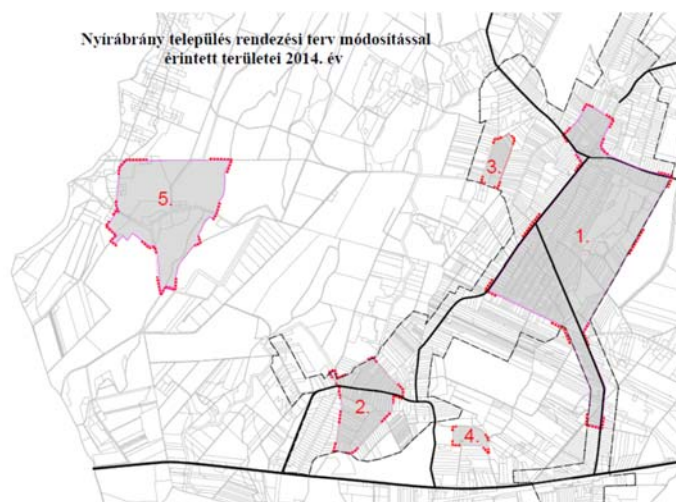 Nyírábrány település rendezési terv módosítással
érintett területei 2014. év
3.
5.
1.
2.
4.